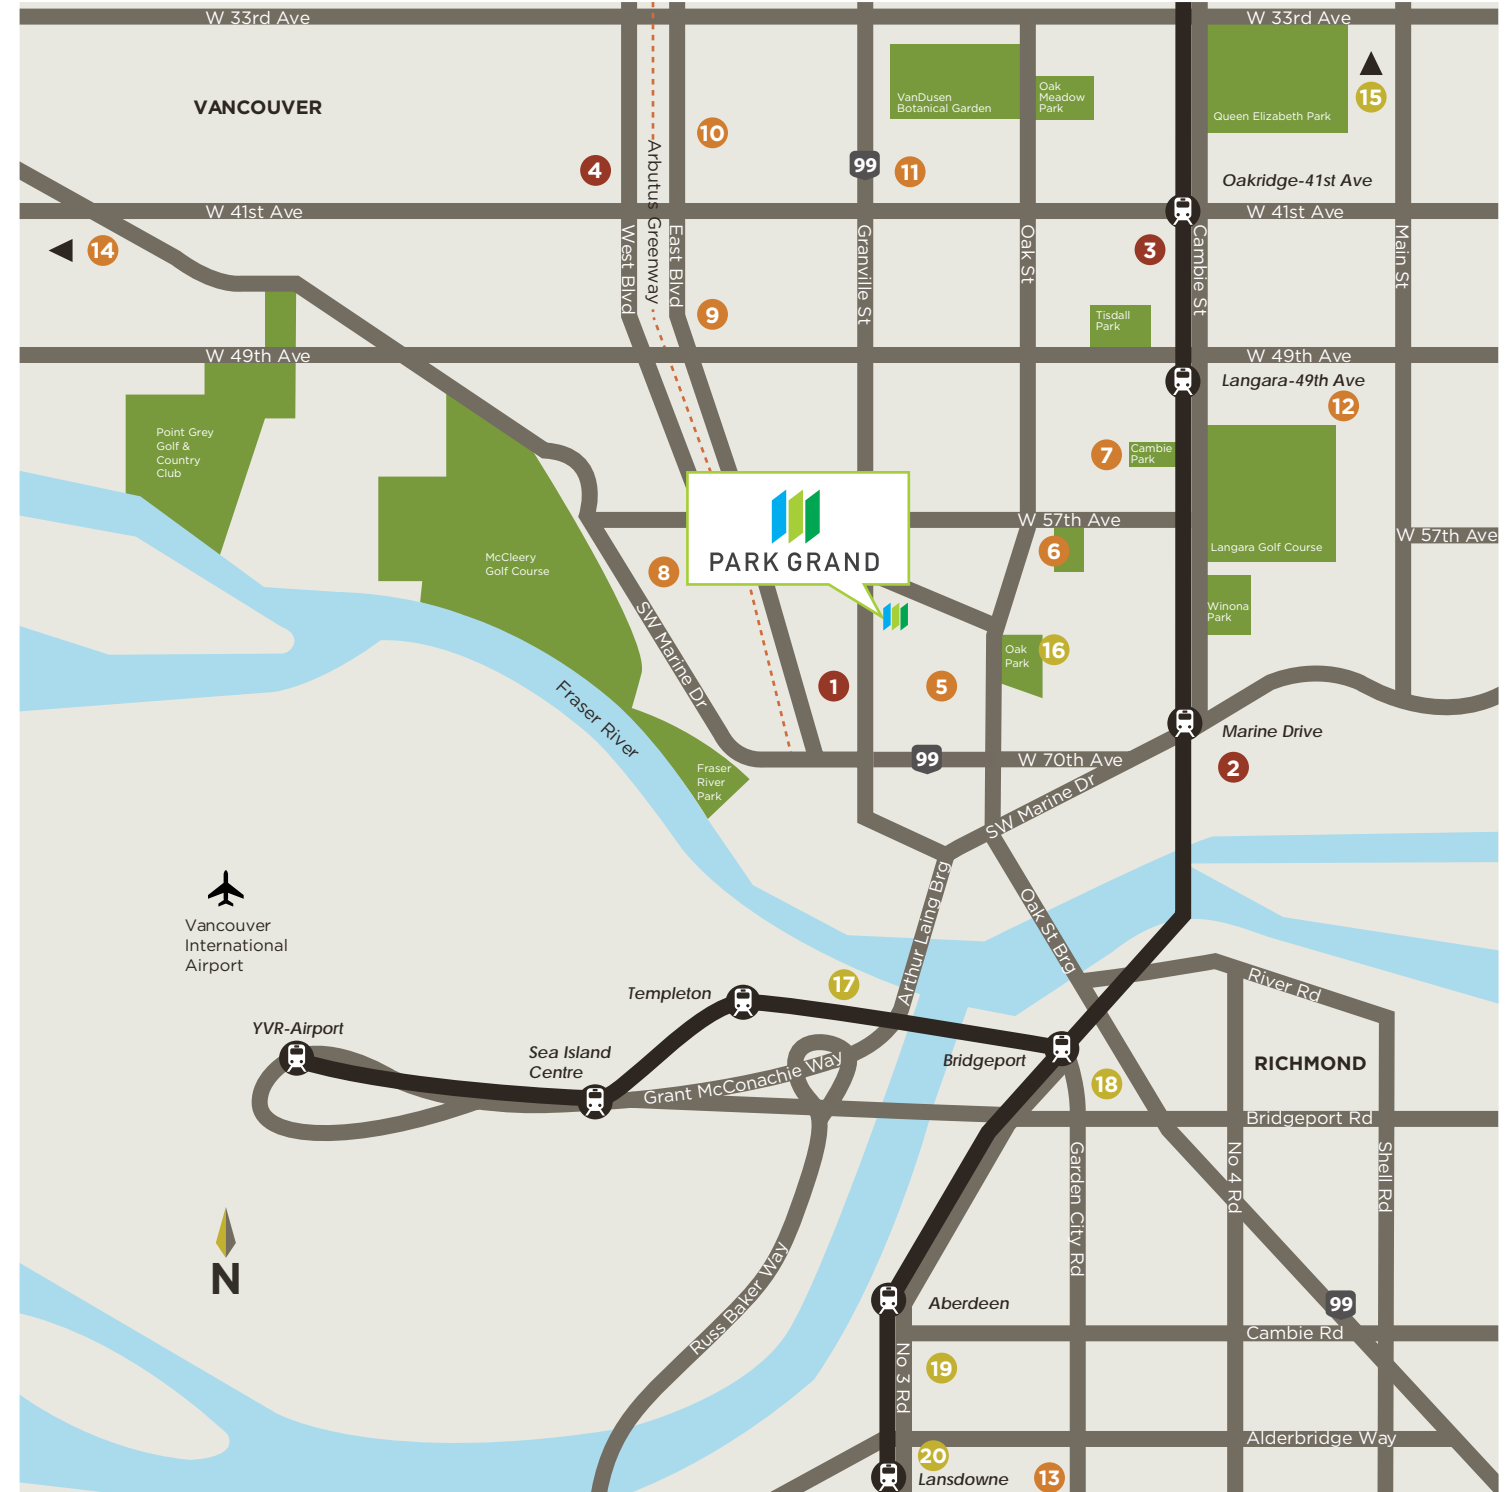 W 33rd Ave
W 33rd Ave
VANCOUVER
VanDusen
Botanical Garden
Oak
Meadow
Park
Queen Elizabeth Park
15
10
4
Arbutus Greenway
99
11
Oakridge-41st Ave
W 41st Ave
W 41st Ave
14
West Blvd
East Blvd
Granville St
Oak St
3
Cambie St
Main St
9
Tisdall
Park
W 49th Ave
W 49th Ave
Langara-49th Ave
12
Point Grey
Golf &
Country
Club
7
Cambie
Park
W 57th Ave
W 57th Ave
PARK GRAND
6
Langara Golf Course
McCleery
Golf Course
8
SW Marine Dr
Winona
Park
Oak
Park
16
1
5
Fraser River
Marine Drive
99
W 70th Ave
2
Fraser
River
Park
SW Marine Dr
Vancouver
International
Airport
Arthur Laing Brg
Oak St Brg
17
Templeton
River Rd
YVR-Airport
Sea Island
Centre
Bridgeport
RICHMOND
Grant McConachie Way
18
Bridgeport Rd
Garden City Rd
No 4 Rd
Shell Rd
N
Russ Baker Way
Aberdeen
99
Cambie Rd
No 3 Rd
19
Alderbridge Way
20
Lansdowne
13